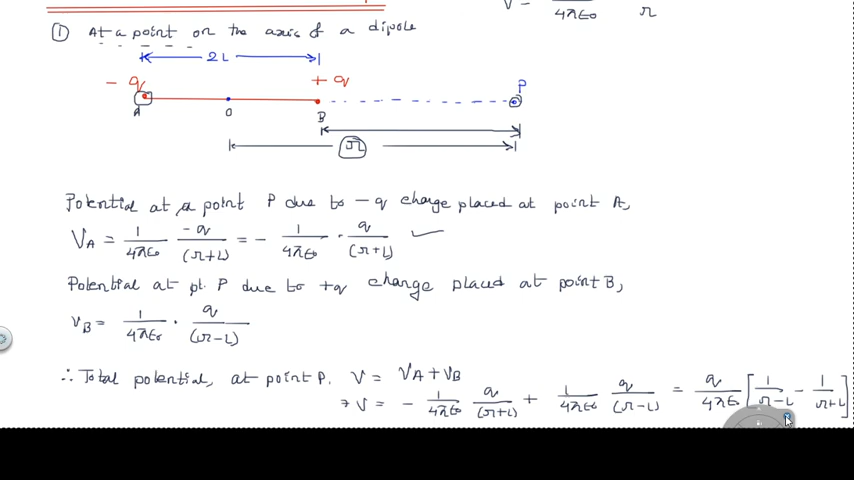 V = 1/4πε₀ r
① At a point on the axis of a dipole
2L
- q + q P
A O B
r
Potential at a point P due to -q charge placed at point A,
V_A = 1/4πε₀ -q/(r+L) = - 1/4πε₀ · q/(r+L) ✓
Potential at pt. P due to +q charge placed at point B,
V_B = 1/4πε₀ · q/(r-L)
∴ Total potential, at point P. V = V_A + V_B
⇒ V = - 1/4πε₀ q/(r+L) + 1/4πε₀ q/(r-L) = q/4πε₀ [1/r-L - 1/r+L]